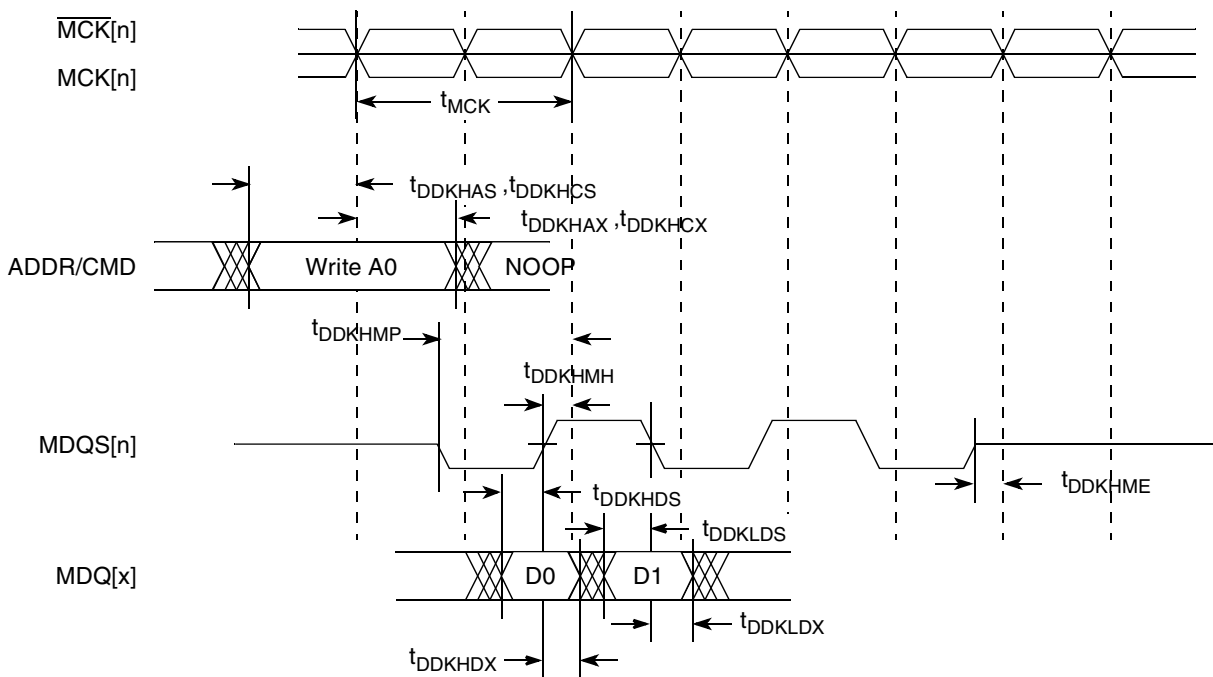 MCK[n]
MCK[n]
tMCK
tDDKHAS ,tDDKHCS
tDDKHAX ,tDDKHCX
ADDR/CMD Write A0 NOOP
tDDKHMP
tDDKHMH
MDQS[n]
tDDKHME
tDDKHDS
tDDKLDS
MDQ[x] D0 D1
tDDKLDX
tDDKHDX